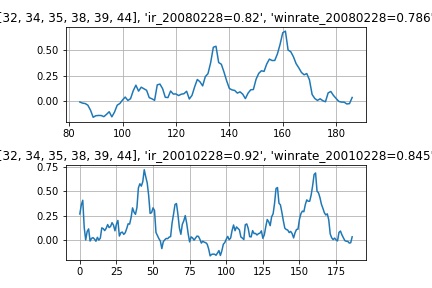 [32, 34, 35, 38, 39, 44], 'ir_20080228=0.82', 'winrate_20080228=0.786'
0.50
0.25
0.00
80 100 120 140 160 180
[32, 34, 35, 38, 39, 44], 'ir_20010228=0.92', 'winrate_20010228=0.845'
0.75
0.50
0.25
0.00
0 25 50 75 100 125 150 175